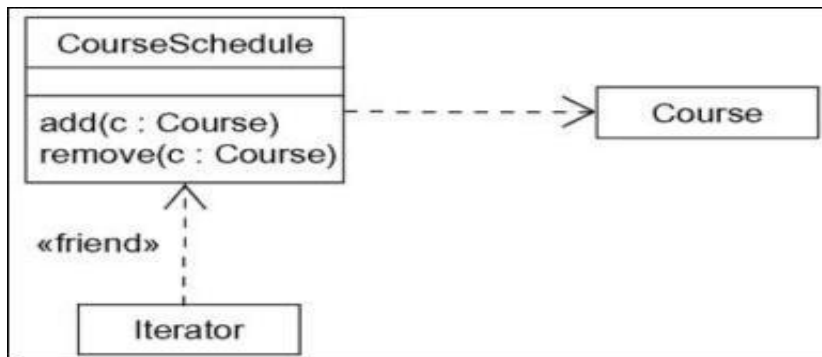 CourseSchedule
add(c : Course)
remove(c : Course)
Course
«friend»
Iterator